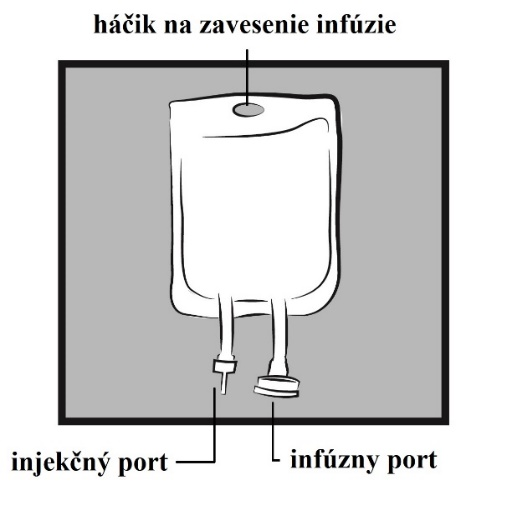 háčik na zavesenie infúzie
injekčný port
infúzny port